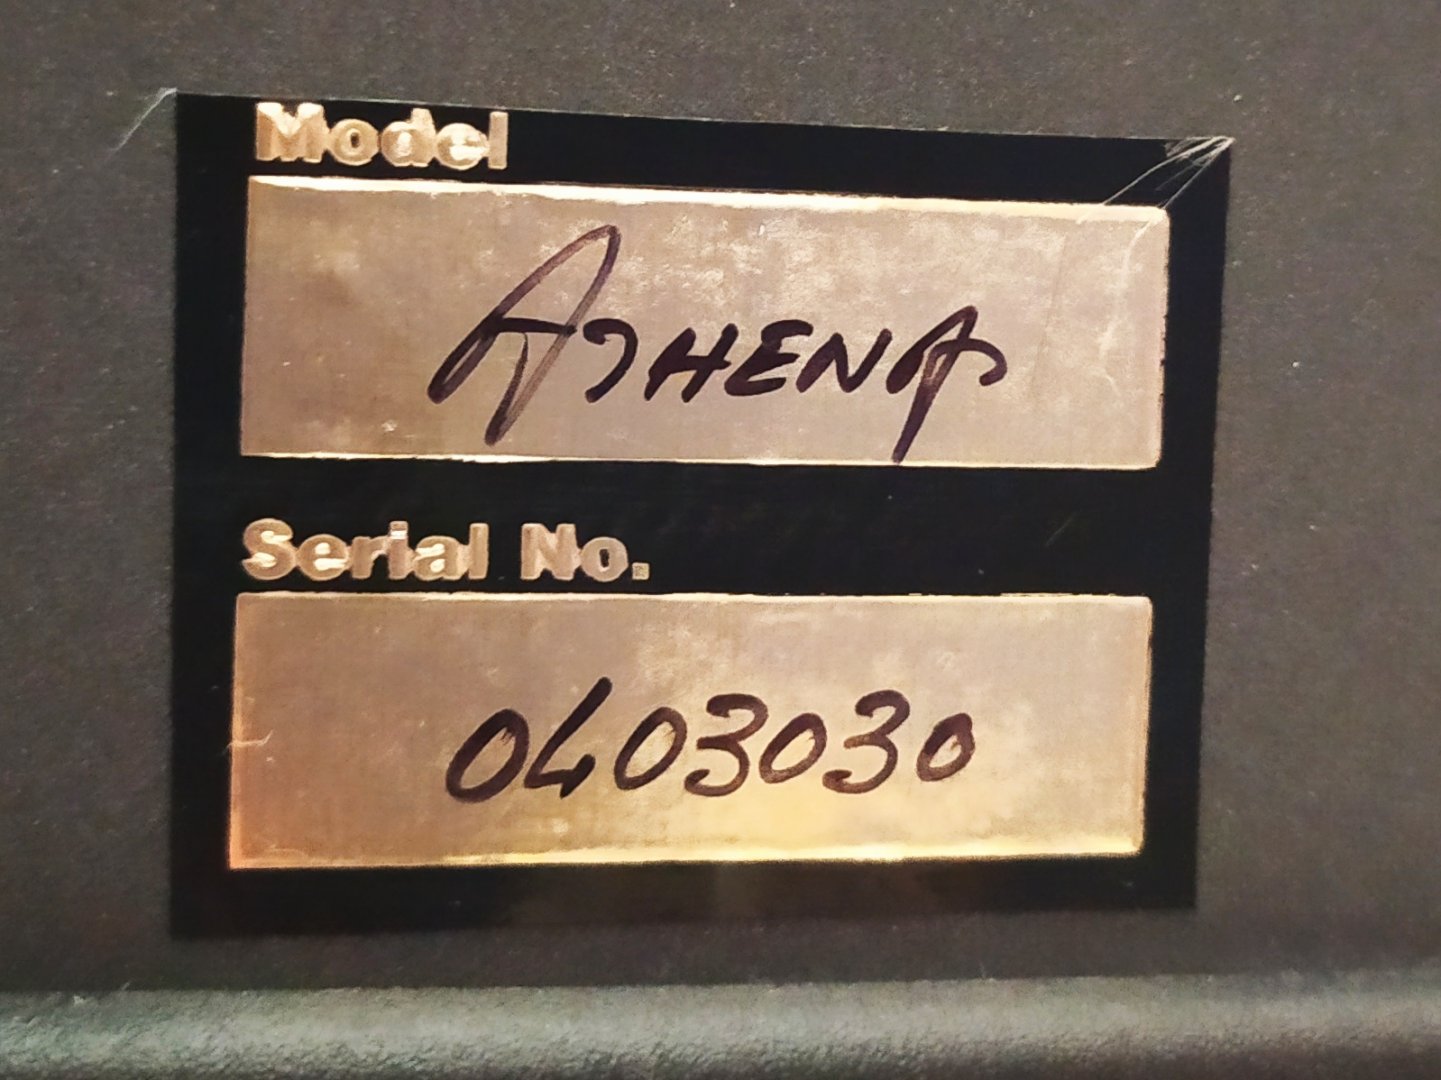 Model
ATHENA
Serial No.
0403030